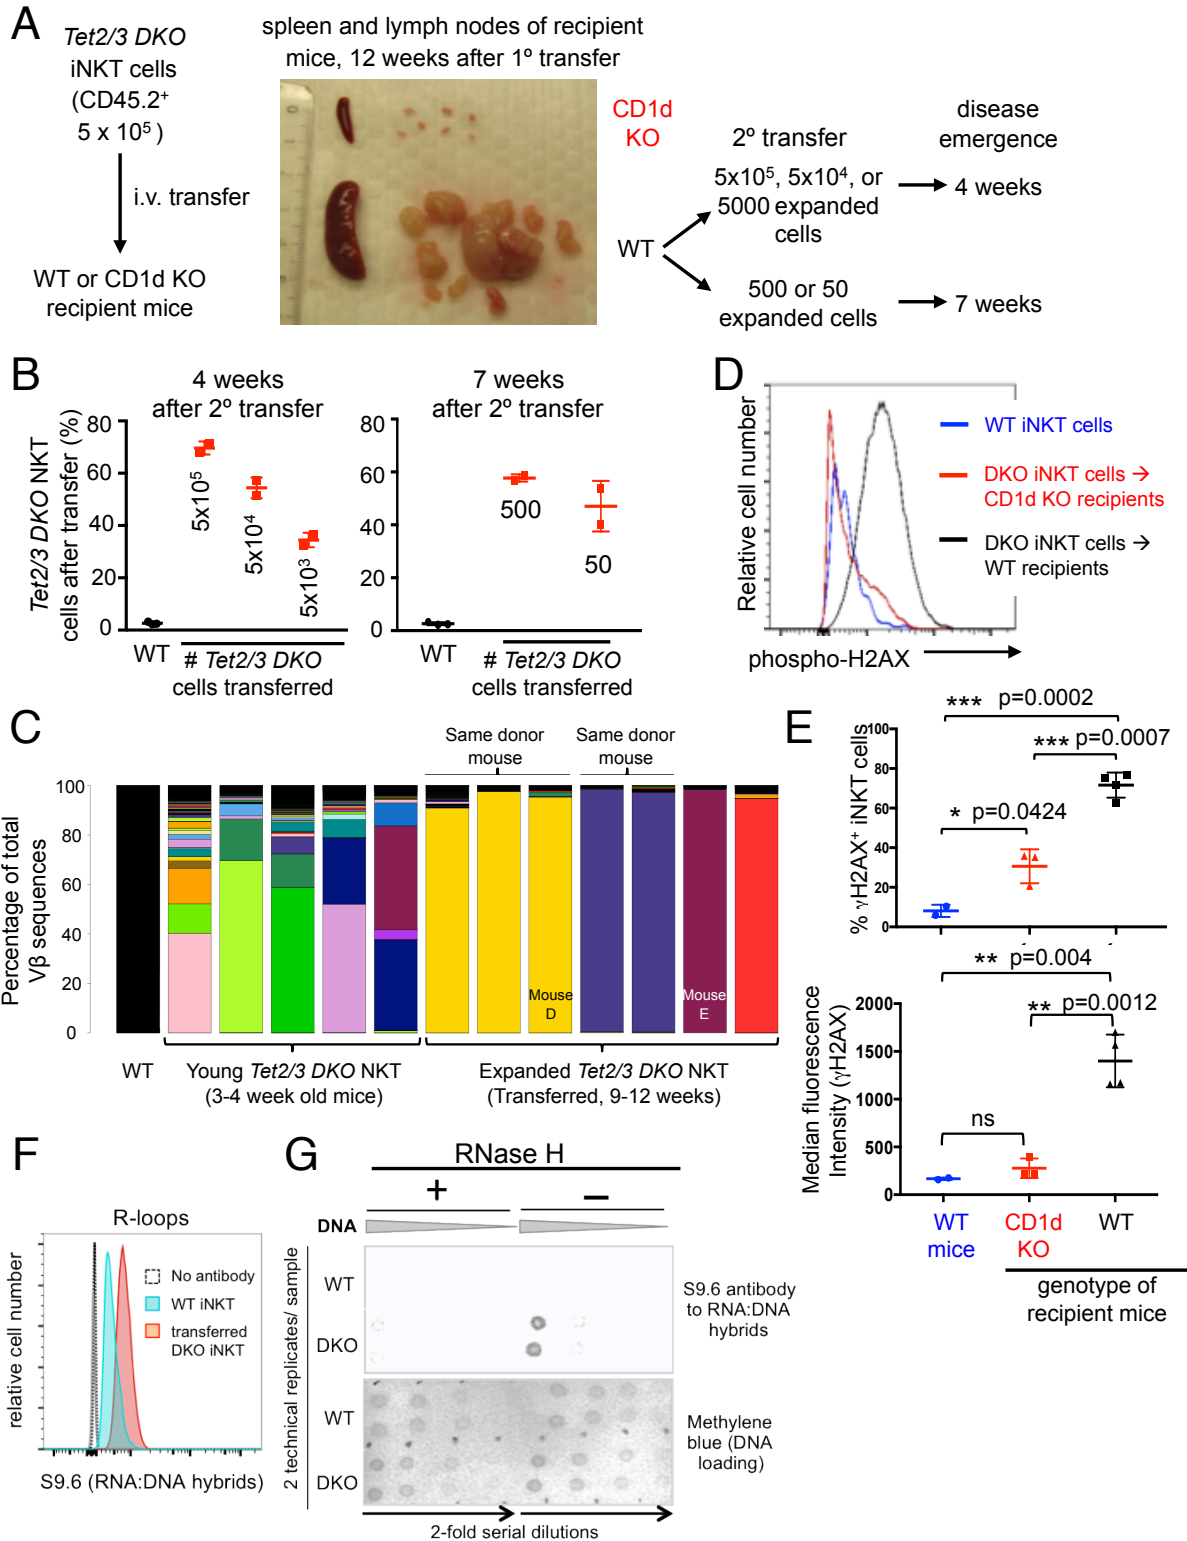 A
Tet2/3 DKO
iNKT cells
(CD45.2⁺
5 x 10⁵ )
i.v. transfer
WT or CD1d KO
recipient mice
spleen and lymph nodes of recipient
mice, 12 weeks after 1º transfer
0
CD1d
KO
WT
2º transfer
5x10⁵, 5x10⁴, or
5000 expanded
cells
500 or 50
expanded cells
disease
emergence
4 weeks
7 weeks
B
Tet2/3 DKO NKT
cells after transfer (%)
4 weeks
after 2º transfer
80
60
40
20
0
5x10⁵
5x10⁴
5x10³
WT
# Tet2/3 DKO
cells transferred
7 weeks
after 2º transfer
80
60
40
20
0
500
50
WT
# Tet2/3 DKO
cells transferred
D
Relative cell number
phospho-H2AX
WT iNKT cells
DKO iNKT cells →
CD1d KO recipients
DKO iNKT cells →
WT recipients
C
Percentage of total
Vβ sequences
100
80
60
40
20
0
Same donor
mouse
Same donor
mouse
Mouse
D
Mouse
E
WT
Young Tet2/3 DKO NKT
(3-4 week old mice)
Expanded Tet2/3 DKO NKT
(Transferred, 9-12 weeks)
E
% γH2AX⁺ iNKT cells
100
80
60
40
20
0
*** p=0.0002
*** p=0.0007
* p=0.0424
Median fluorescence
Intensity (γH2AX)
2000
1500
1000
500
0
** p=0.004
** p=0.0012
ns
WT
mice
CD1d
KO
WT
genotype of
recipient mice
F
R-loops
relative cell number
No antibody
WT iNKT
transferred
DKO iNKT
S9.6 (RNA:DNA hybrids)
G
RNase H
+
–
DNA
2 technical replicates/ sample
WT
DKO
WT
DKO
S9.6 antibody
to RNA:DNA
hybrids
Methylene
blue (DNA
loading)
2-fold serial dilutions